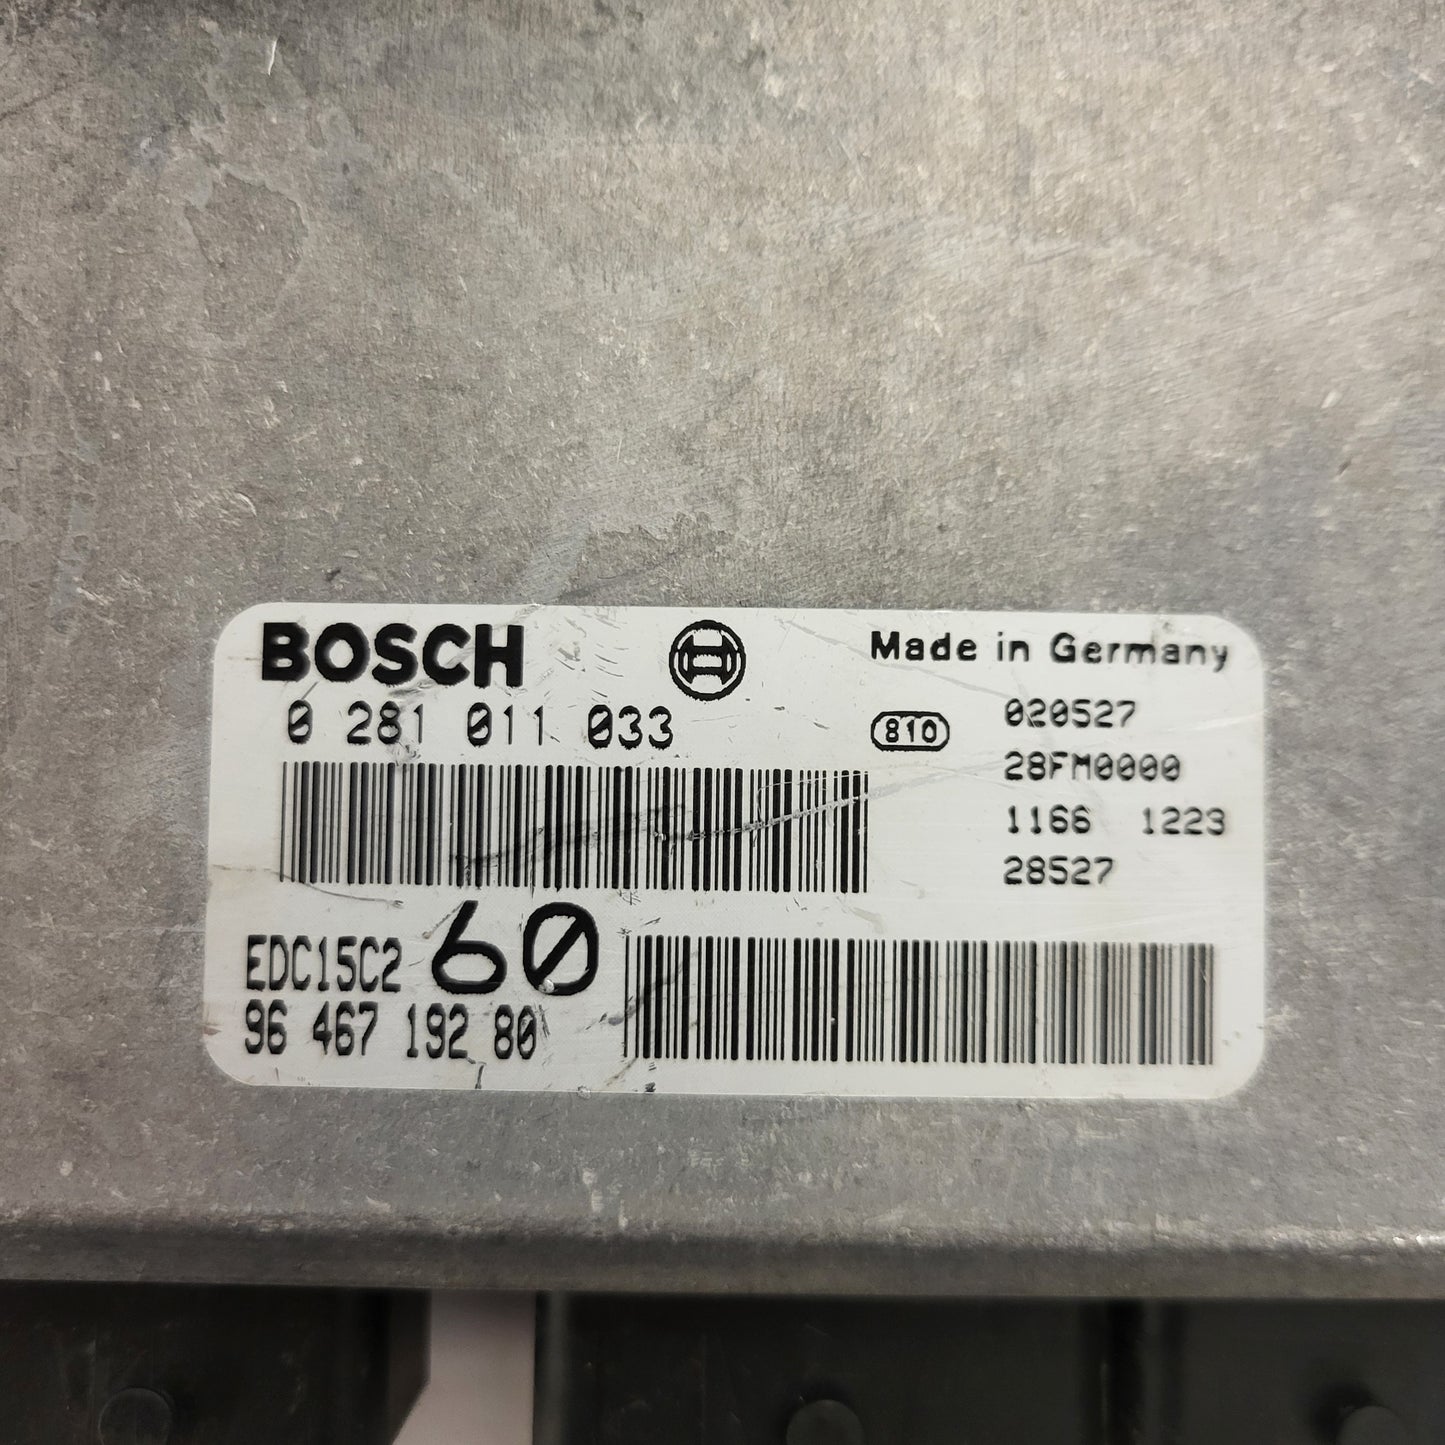 BOSCH
Made in Germany
0 281 011 033
810
020527
28FM0000
1166 1223
28527
EDC15C2 60
96 467 192 80